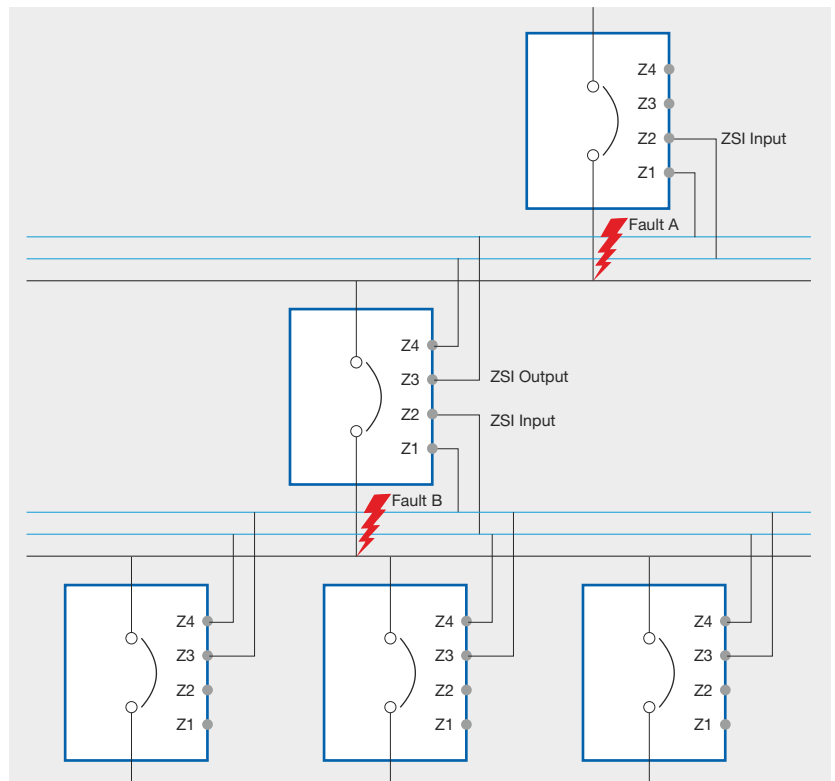 Z4
Z3
Z2 ZSI Input
Z1
Fault A
Z4
Z3 ZSI Output
Z2 ZSI Input
Z1
Fault B
Z4 Z4 Z4
Z3 Z3 Z3
Z2 Z2 Z2
Z1 Z1 Z1